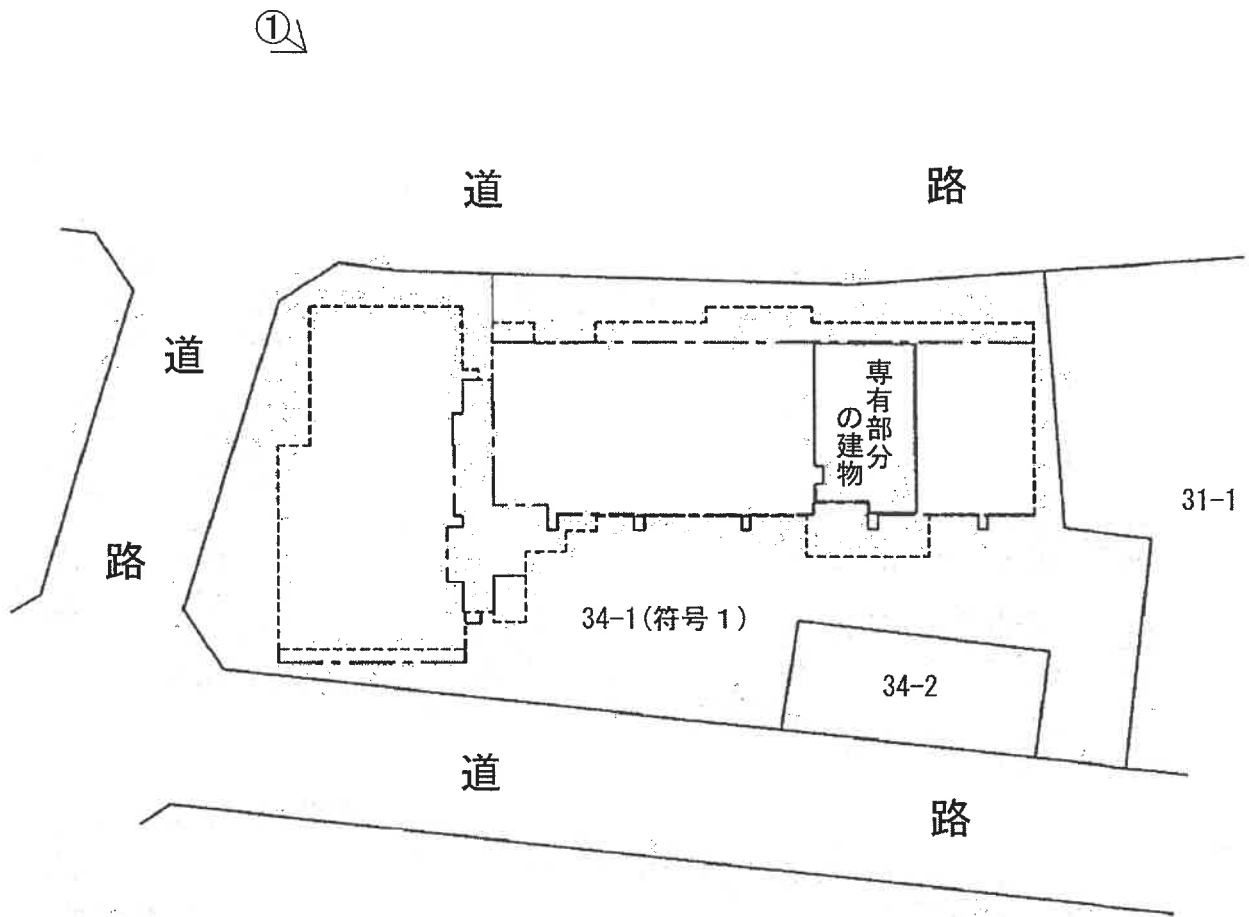 ①
道 路
道
路
専有部分
の建物
31-1
34-1(符号1)
34-2
道 路